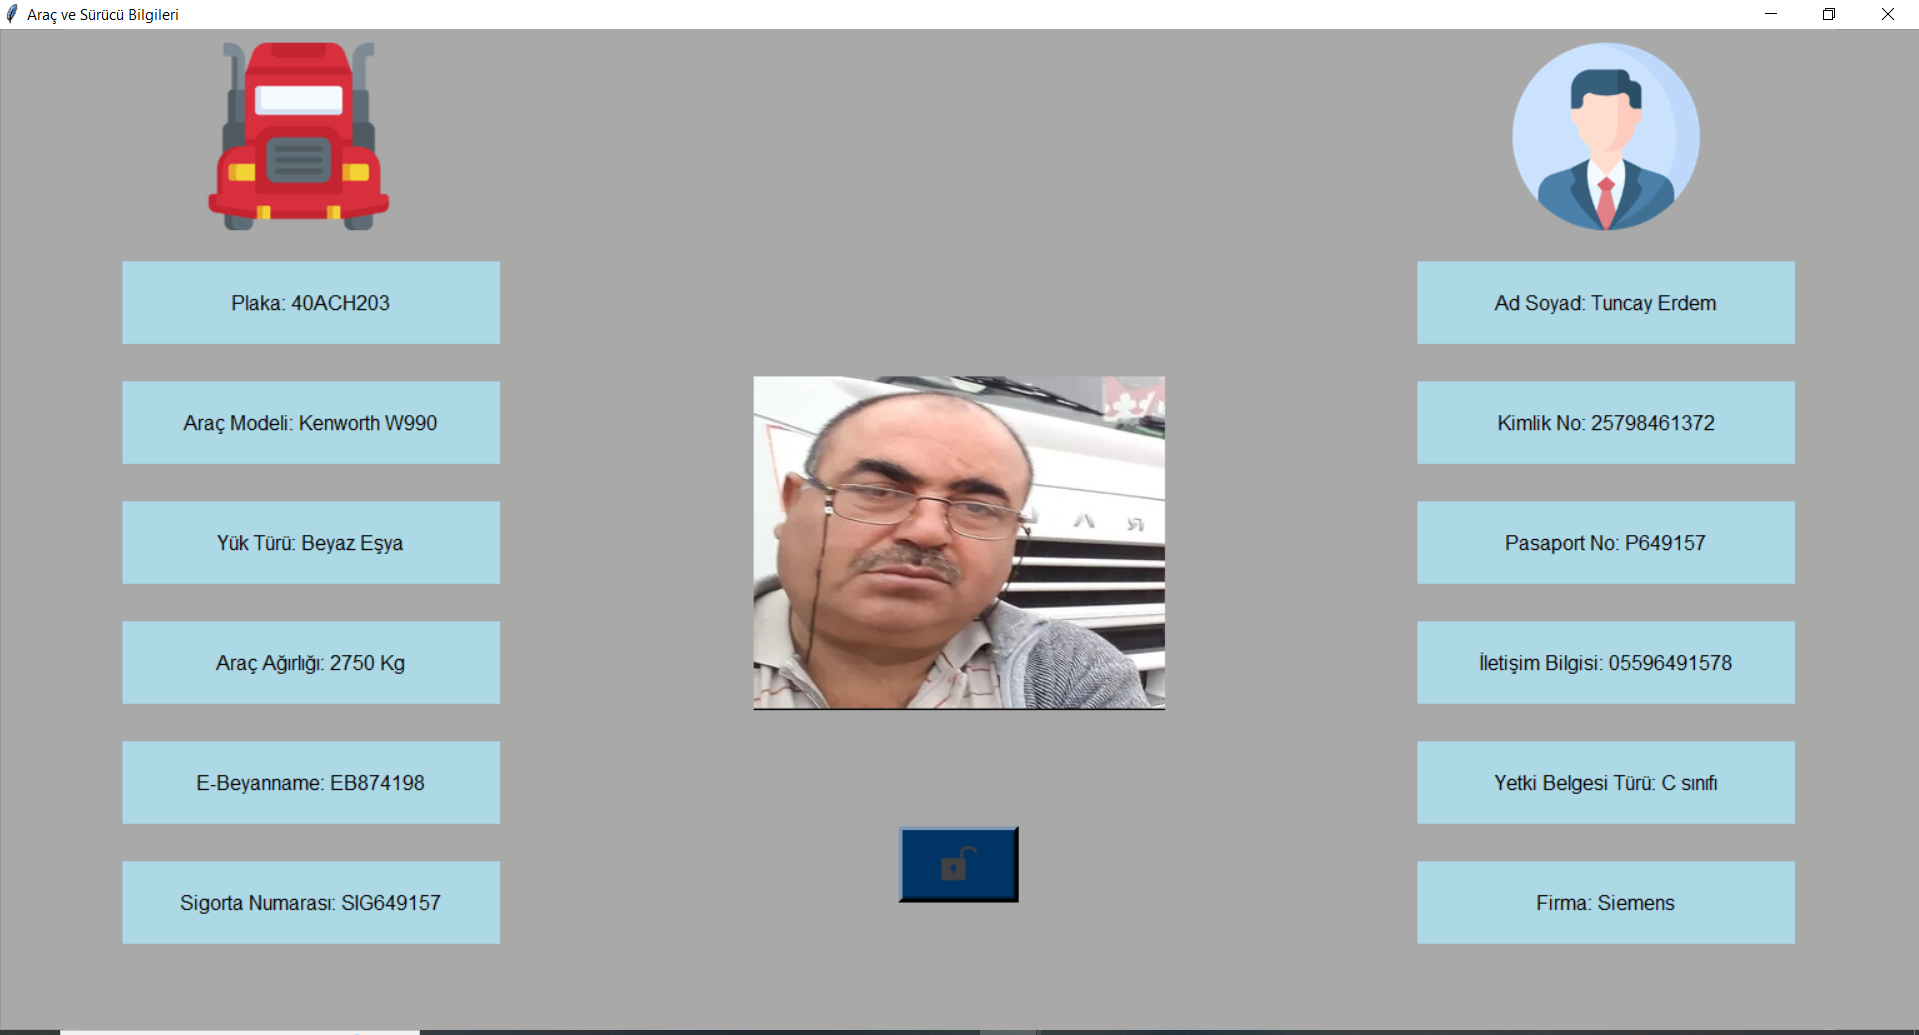 Araç ve Sürücü Bilgileri
Plaka: 40ACH203
Araç Modeli: Kenworth W990
Yük Türü: Beyaz Eşya
Araç Ağırlığı: 2750 Kg
E-Beyanname: EB874198
Sigorta Numarası: SIG649157
Ad Soyad: Tuncay Erdem
Kimlik No: 25798461372
Pasaport No: P649157
İletişim Bilgisi: 05596491578
Yetki Belgesi Türü: C sınıfı
Firma: Siemens